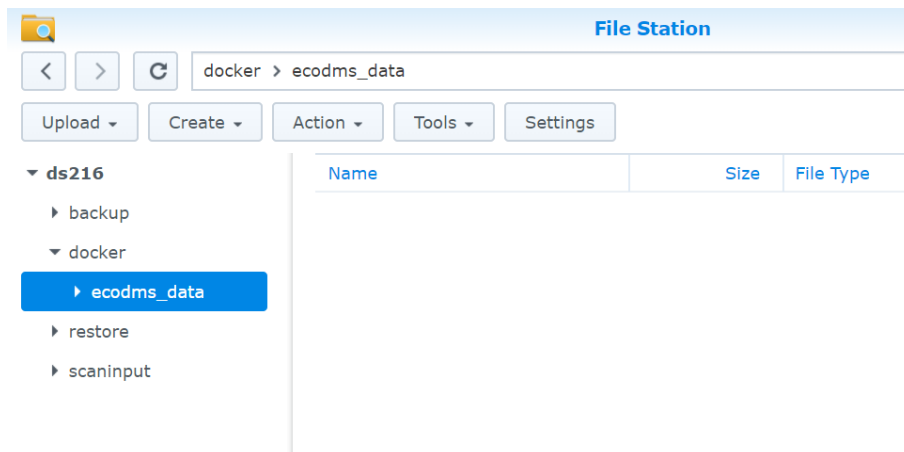 File Station
docker > ecodms_data
Upload Create Action Tools Settings
ds216
Name Size File Type
backup
docker
ecodms_data
restore
scaninput